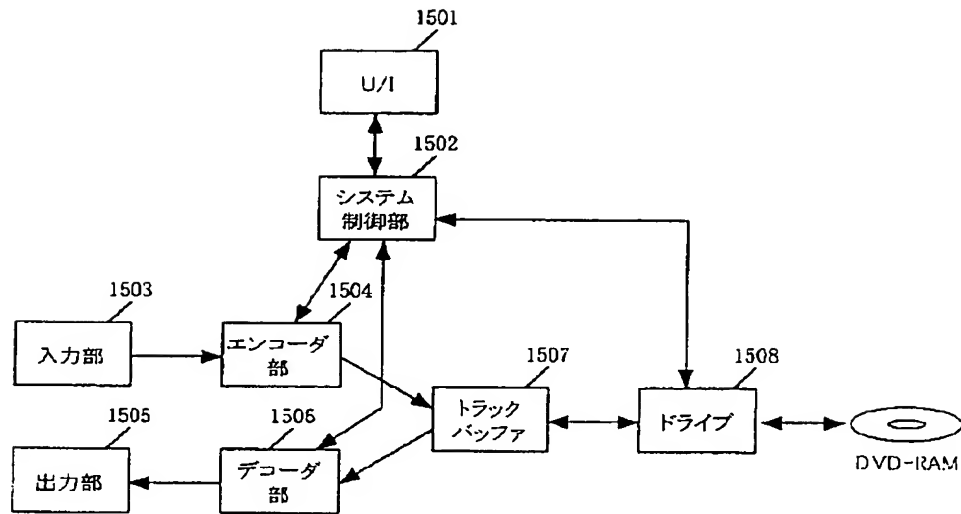 1501
U/I
1502
システム
制御部
1503
入力部
1504
エンコーダ
部
1507
トラック
バッファ
1508
ドライブ
DVD-RAM
1505
出力部
1506
デコーダ
部